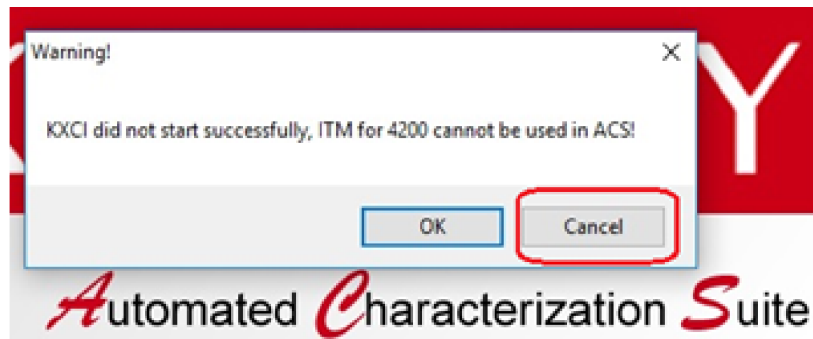 Warning!
Y
KXCI did not start successfully, ITM for 4200 cannot be used in ACS!
OK Cancel
Automated Characterization Suite